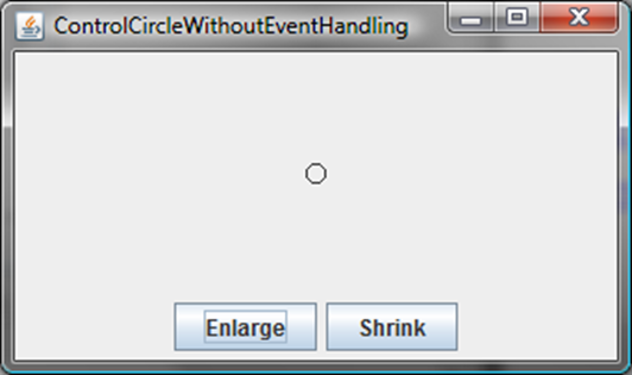 ControlCircleWithoutEventHandling
Enlarge Shrink